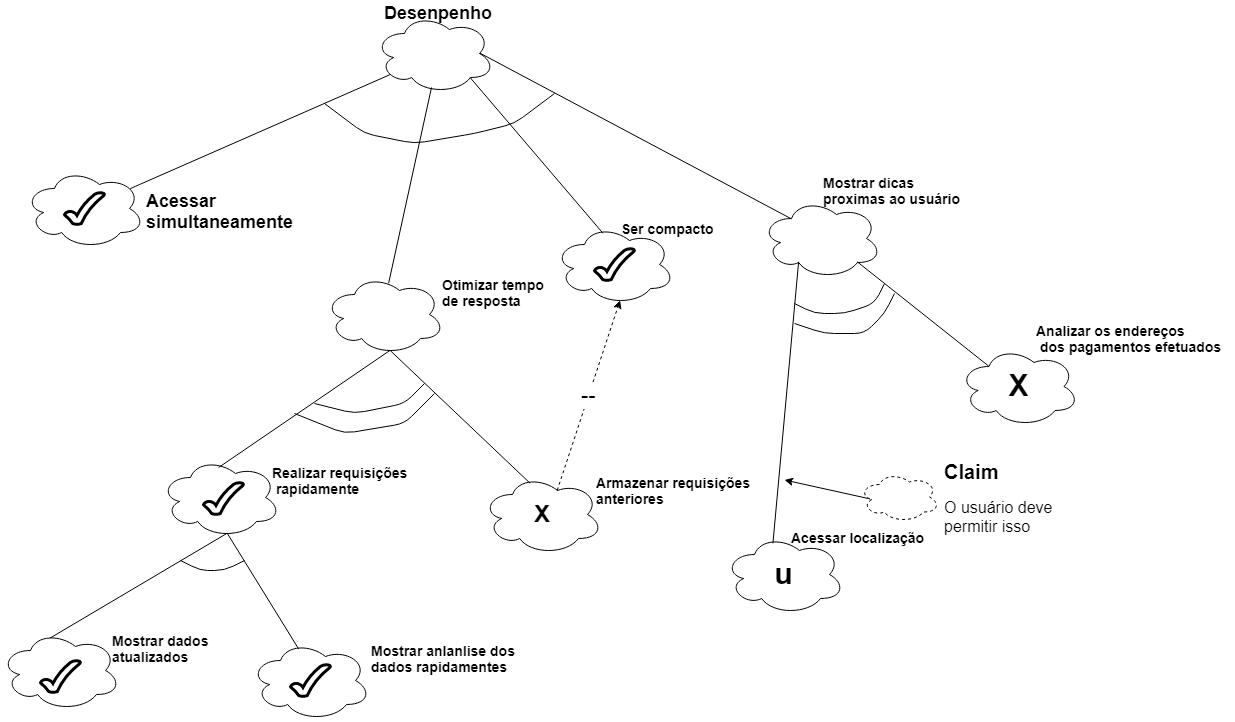 Desenpenho
Acessar
simultaneamente
Mostrar dicas
proximas ao usuário
Ser compacto
Otimizar tempo
de resposta
Analizar os endereços
dos pagamentos efetuados
X
--
Realizar requisições
rapidamente
Armazenar requisições
anteriores
X
Claim
O usuário deve
permitir isso
Acessar localização
u
Mostrar dados
atualizados
Mostrar anlanlise dos
dados rapidamentes